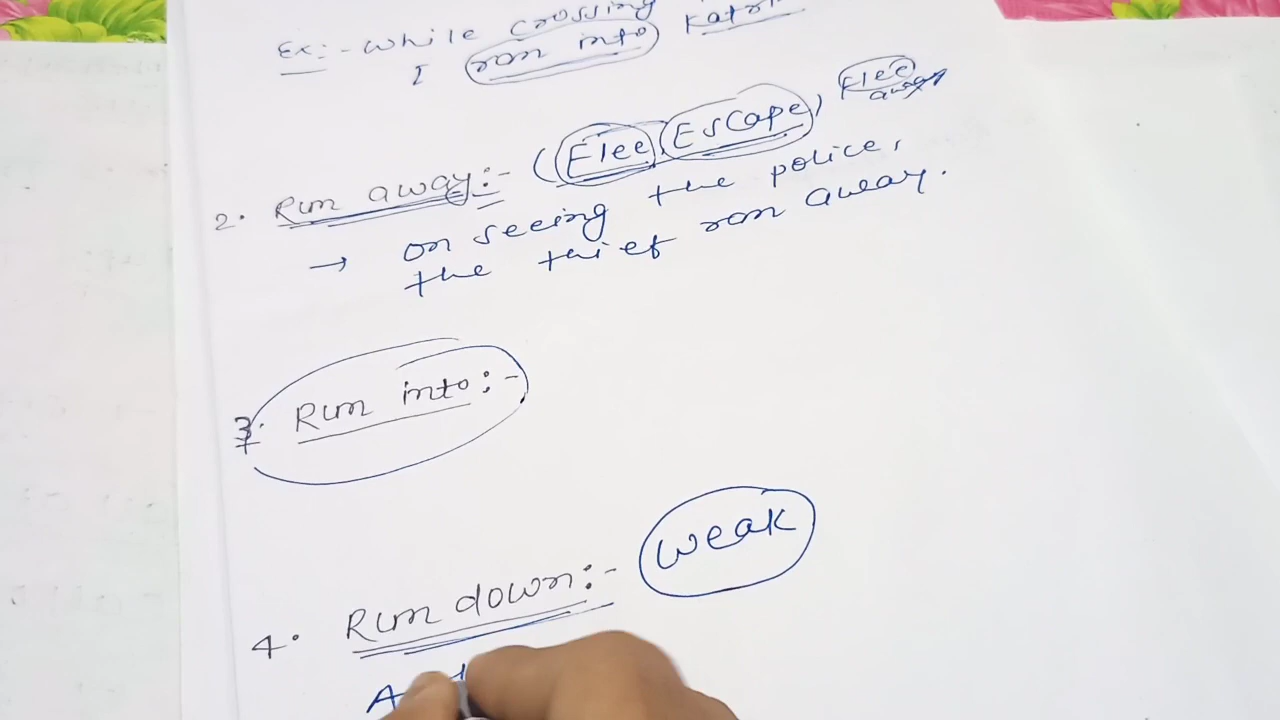 Ex:- While crossing
I ran into Katri
2. Run away:- (Flee, Escape) Flee
away
→ on seeing the police,
the thief ran away.
3. Run into:-
4. Run down:- weak
A